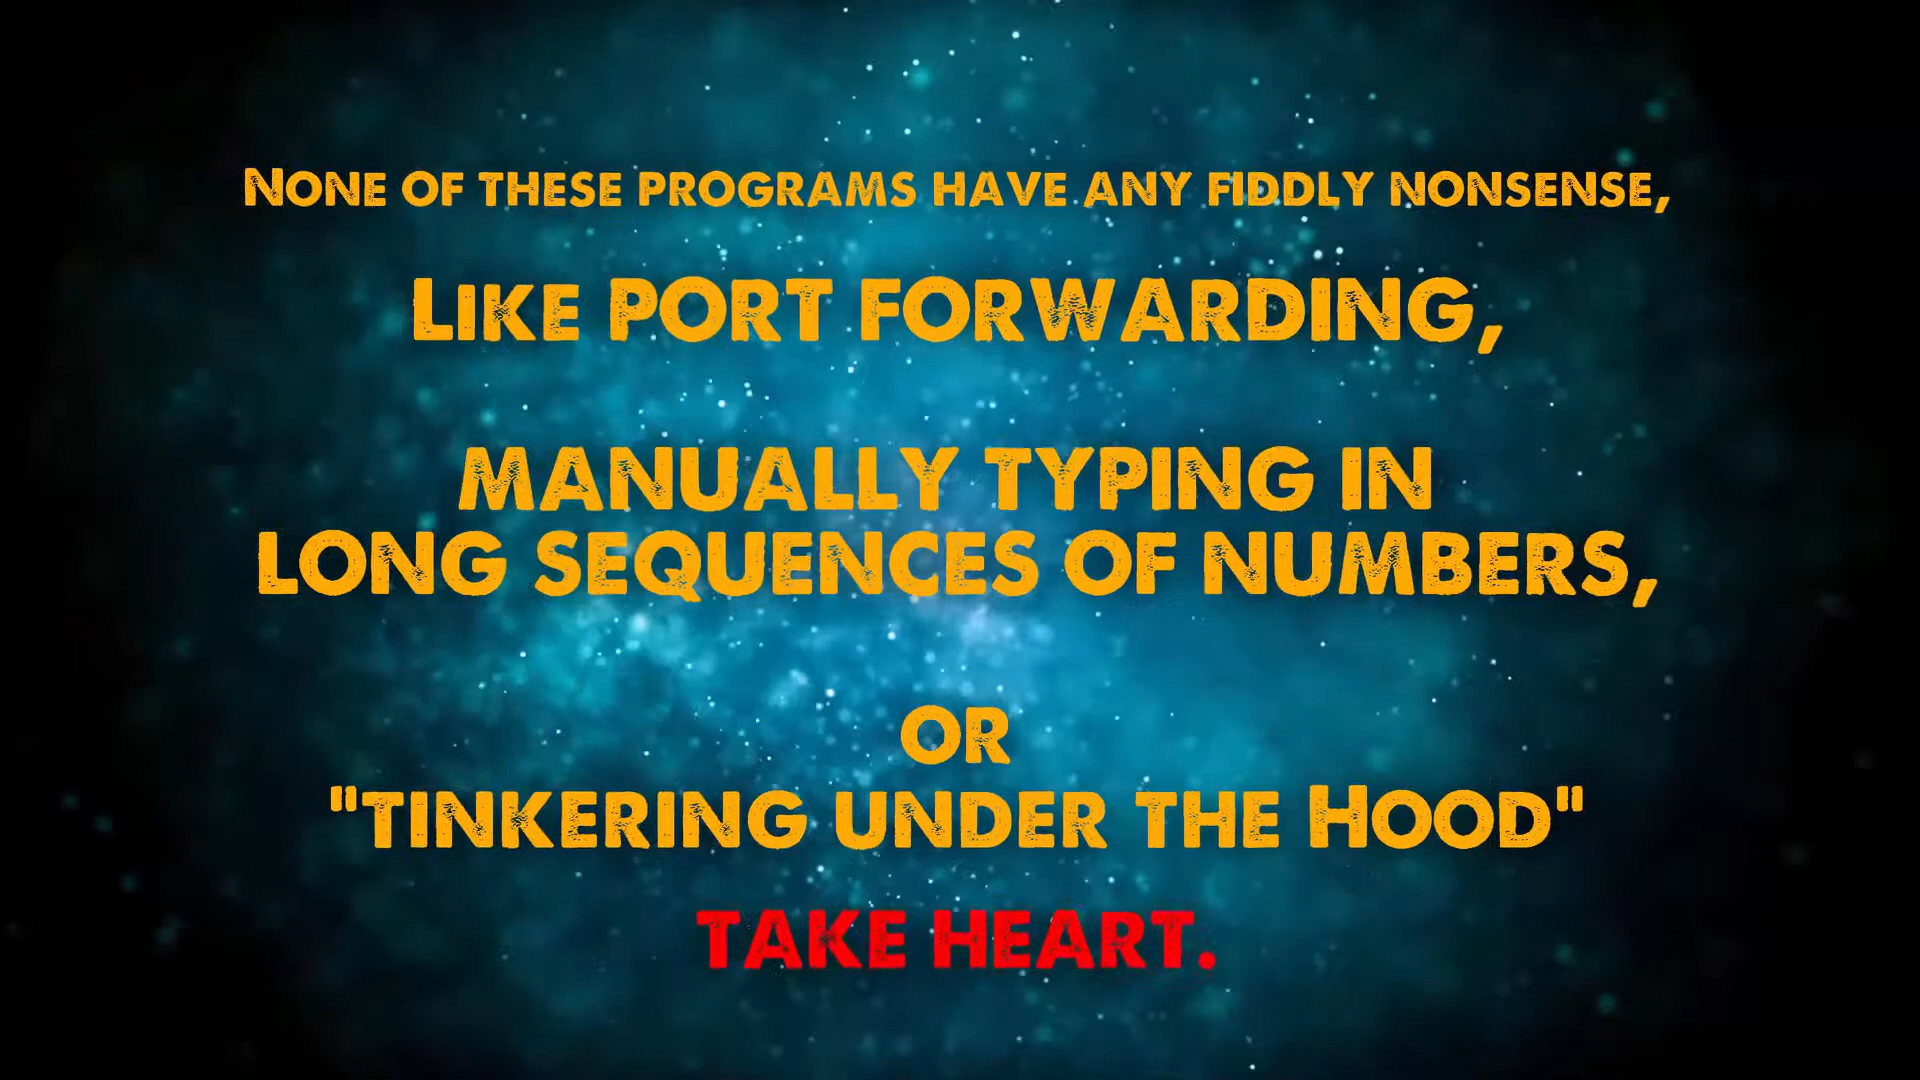 None of these programs have any fiddly nonsense,
Like PORT FORWARDING,
MANUALLY TYPING IN
LONG SEQUENCES OF NUMBERS,
OR
"TINKERING UNDER THE HOOD"
TAKE HEART.